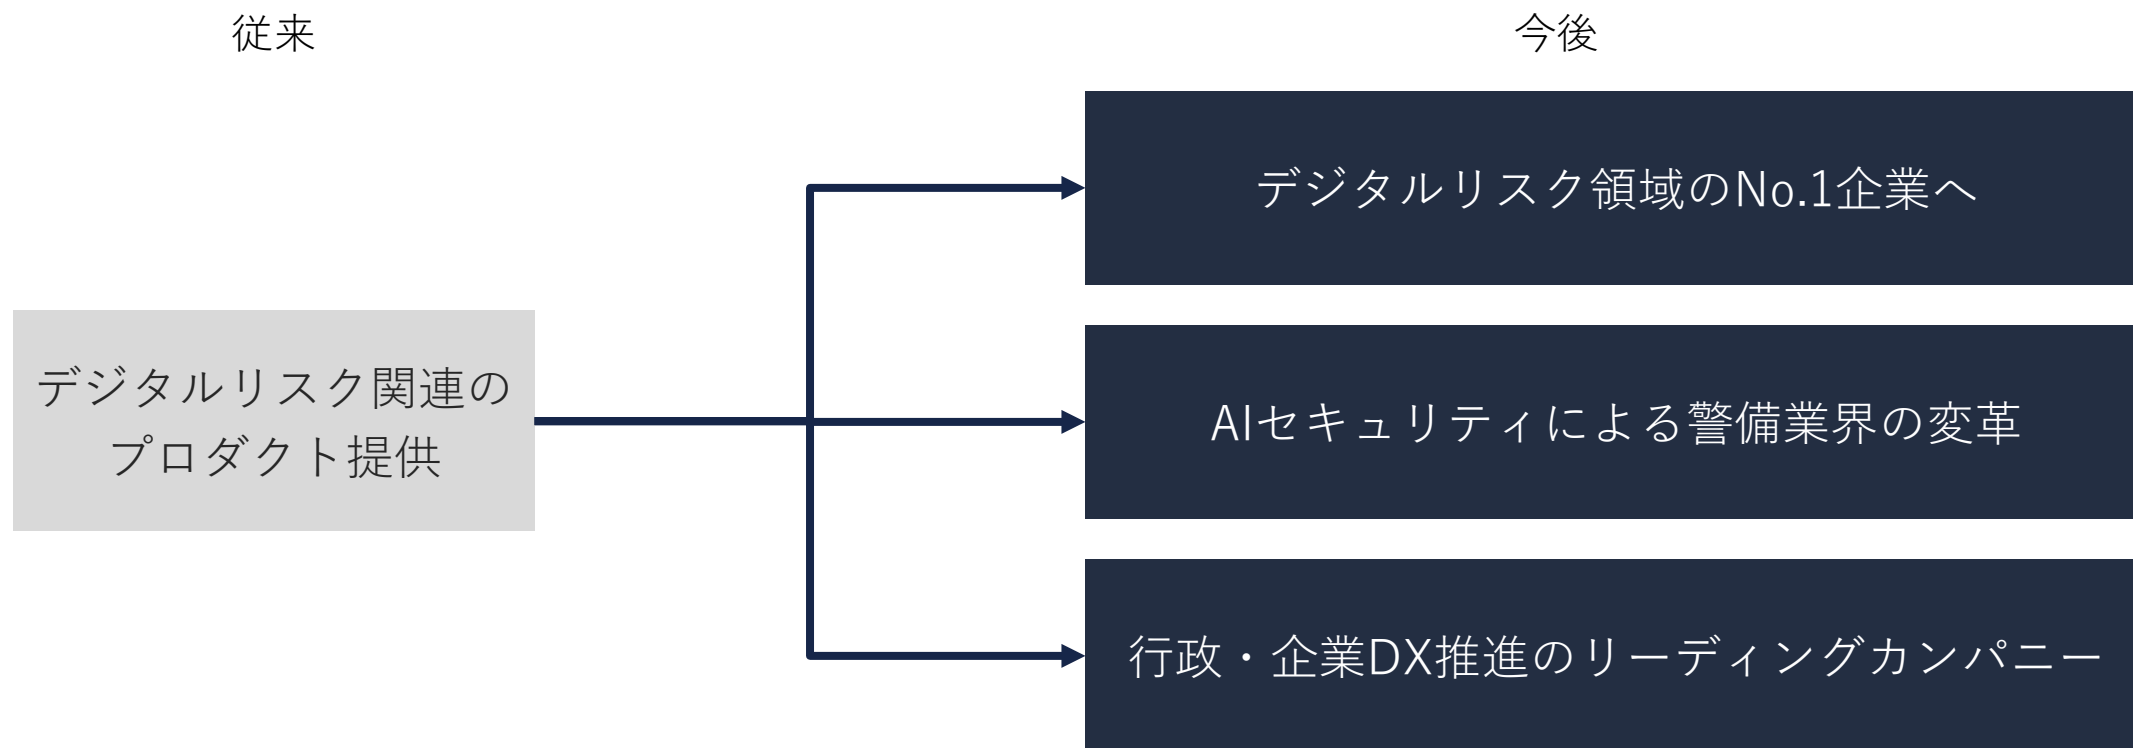 従来
今後
デジタルリスク関連の
プロダクト提供
デジタルリスク領域のNo.1企業へ
AIセキュリティによる警備業界の変革
行政・企業DX推進のリーディングカンパニー